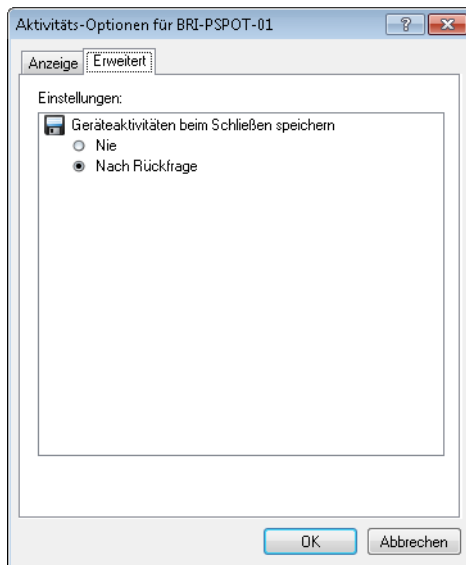 Aktivitäts-Optionen für BRI-PSPOT-01
Anzeige Erweitert
Einstellungen:
Geräteaktivitäten beim Schließen speichern
Nie
Nach Rückfrage
OK Abbrechen